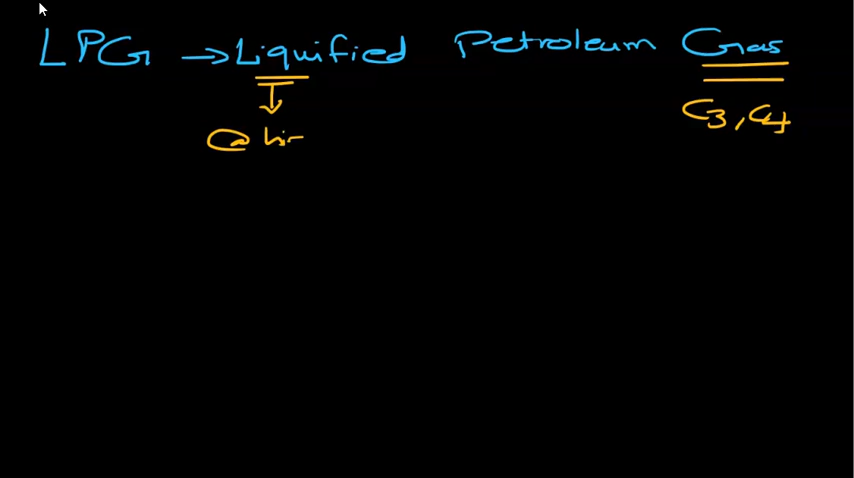 LPG → Liquified Petroleum Gas
C3, C4
@ hi